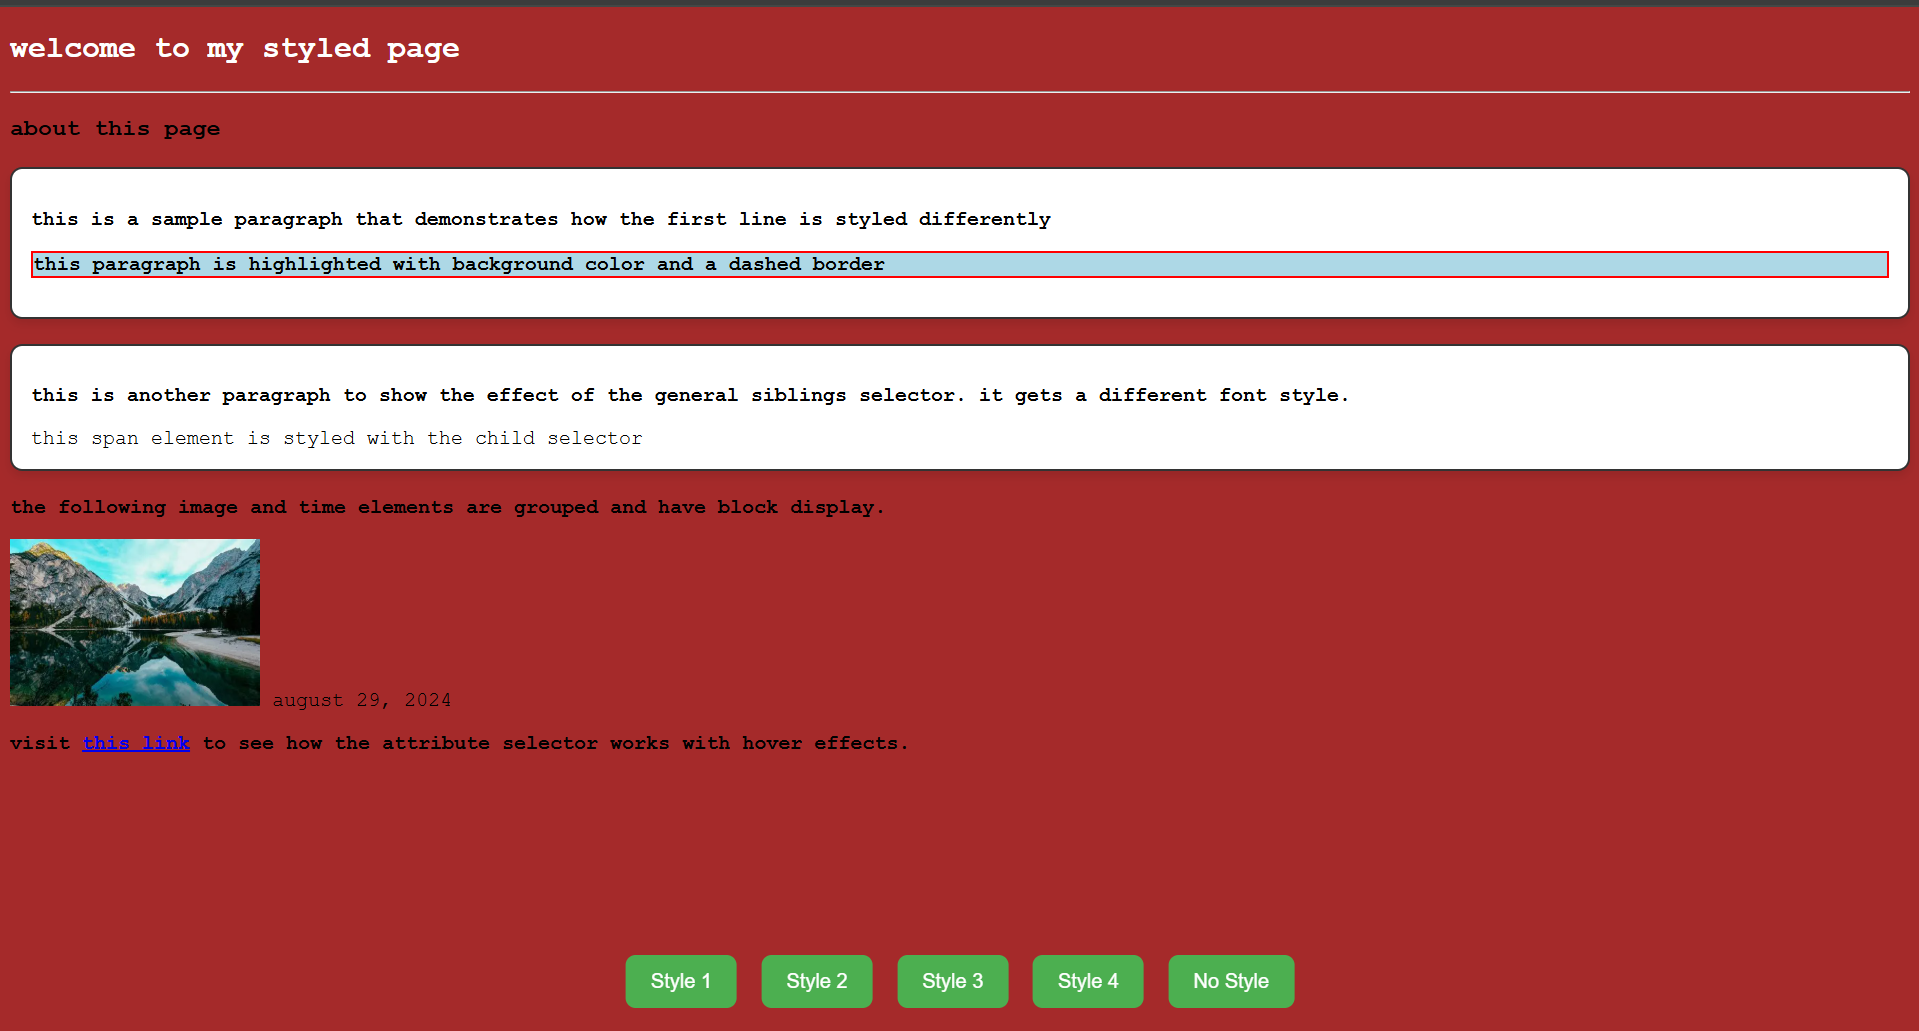 welcome to my styled page
about this page
this is a sample paragraph that demonstrates how the first line is styled differently
this paragraph is highlighted with background color and a dashed border
this is another paragraph to show the effect of the general siblings selector. it gets a different font style.
this span element is styled with the child selector
the following image and time elements are grouped and have block display.
august 29, 2024
visit this link to see how the attribute selector works with hover effects.
Style 1 Style 2 Style 3 Style 4 No Style